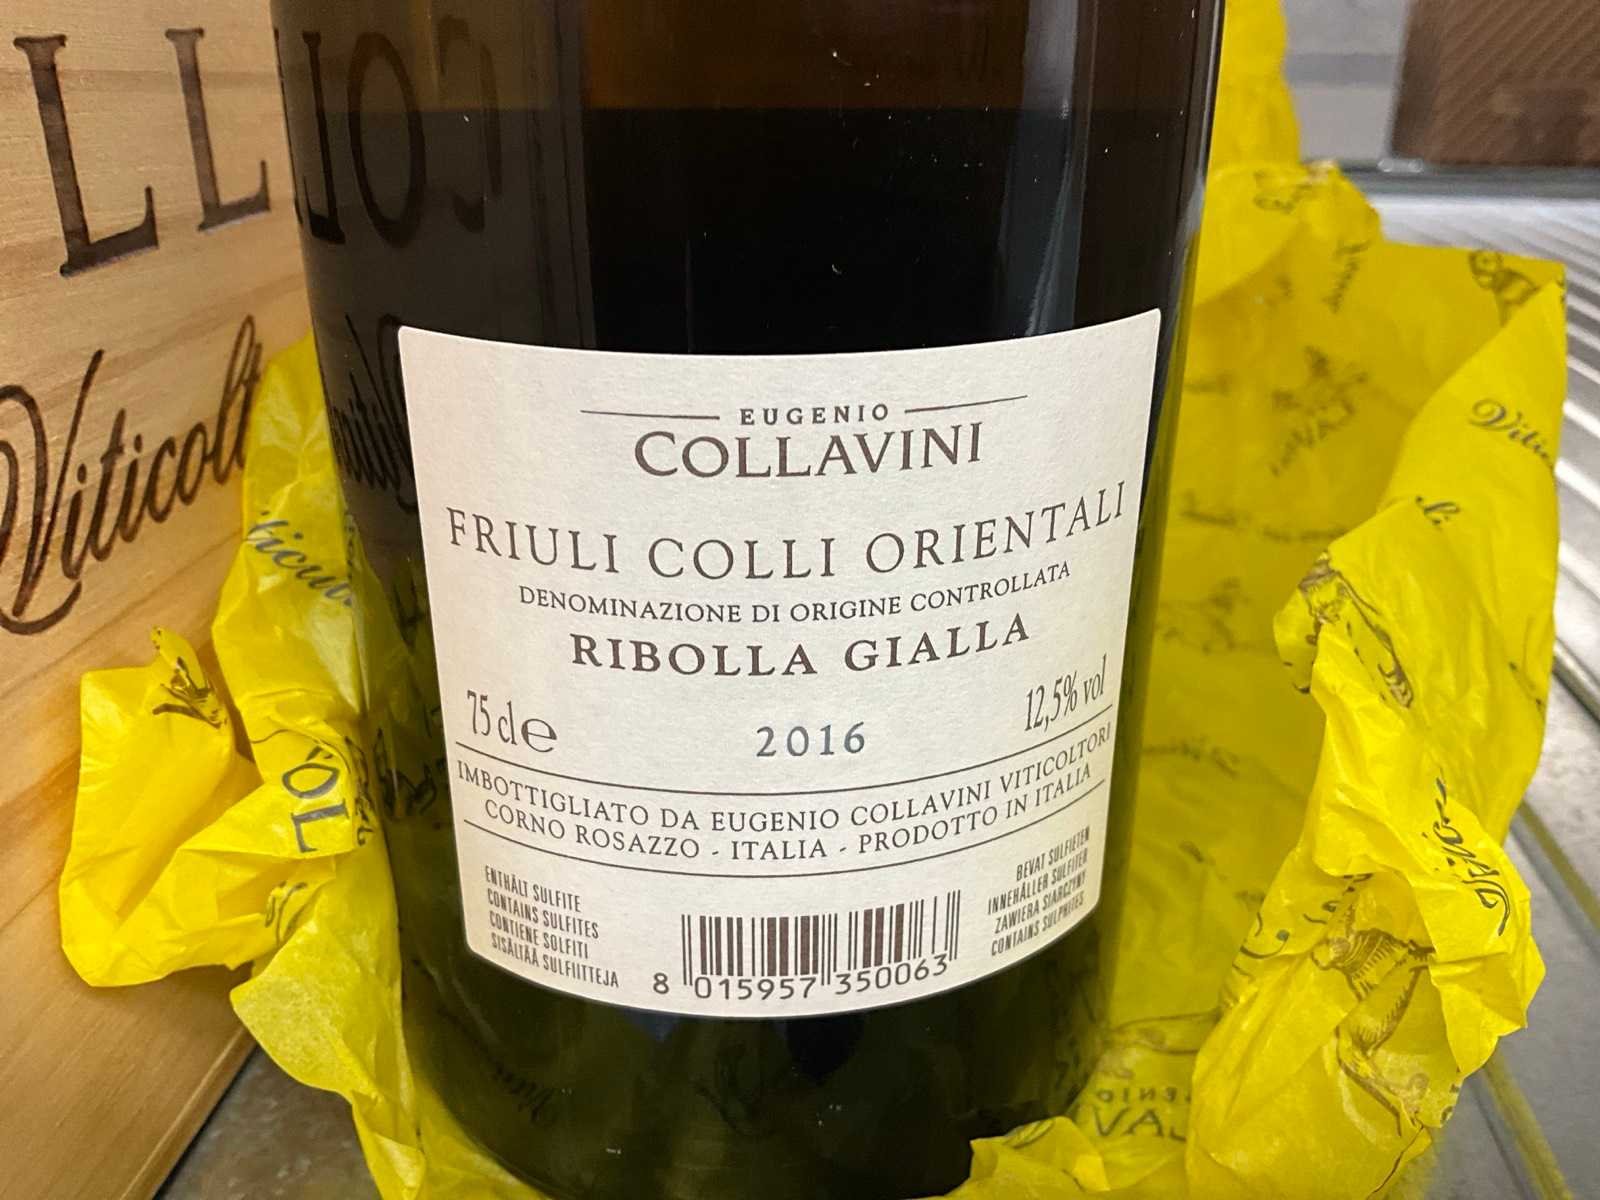 LL
Viticolt
EUGENIO
COLLAVINI
FRIULI COLLI ORIENTALI
DENOMINAZIONE DI ORIGINE CONTROLLATA
RIBOLLA GIALLA
75 cl e
2016
12,5% vol
IMBOTTIGLIATO DA EUGENIO COLLAVINI VITICOLTORI
CORNO ROSAZZO - ITALIA - PRODOTTO IN ITALIA
ENTHÄLT SULFITE
CONTAINS SULFITES
CONTIENE SOLFITI
SISÄLTÄÄ SULFIITTEJA
BEVAT SULFIETEN
INNEHÅLLER SULFITER
ZAWIERA SIARCZYNY
CONTAINS SULPHITES
8 015957 350063